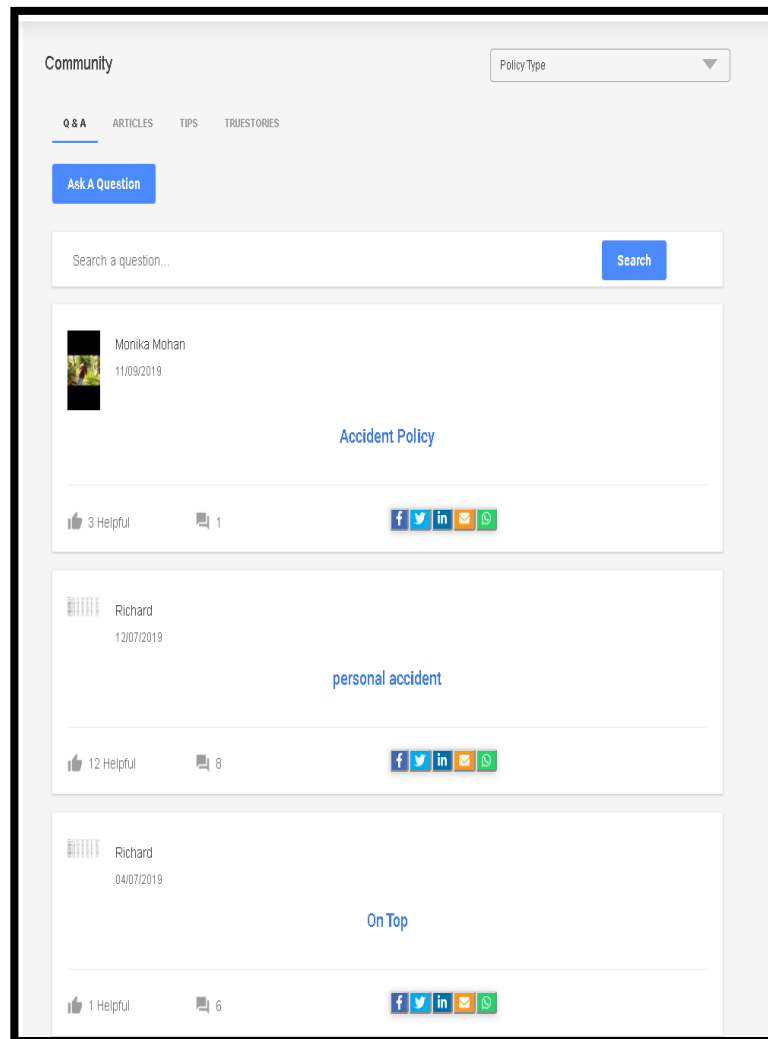 Community
Policy Type
Q & A ARTICLES TIPS TRUESTORIES
Ask A Question
Search a question...
Search
Monika Mohan
11/09/2019
Accident Policy
3 Helpful 1
Richard
12/07/2019
personal accident
12 Helpful 8
Richard
04/07/2019
On Top
1 Helpful 6